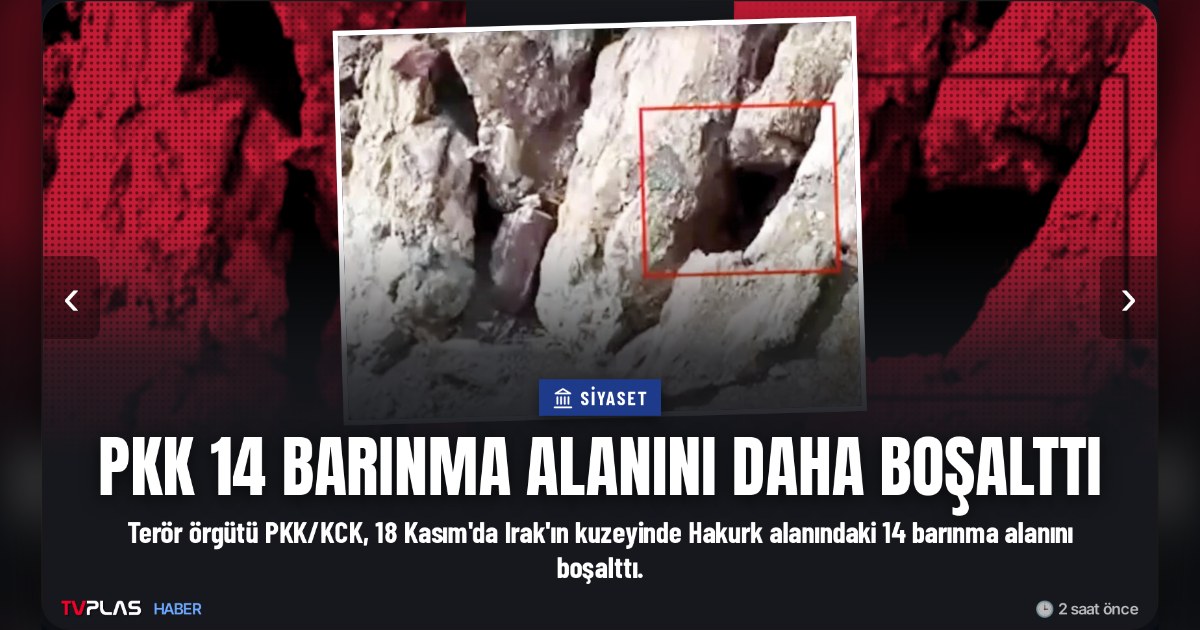 SİYASET
PKK 14 BARINMA ALANINI DAHA BOŞALTTI
Terör örgütü PKK/KCK, 18 Kasım'da Irak'ın kuzeyinde Hakurk alanındaki 14 barınma alanını
boşalttı.
TVPLAS HABER
2 saat önce